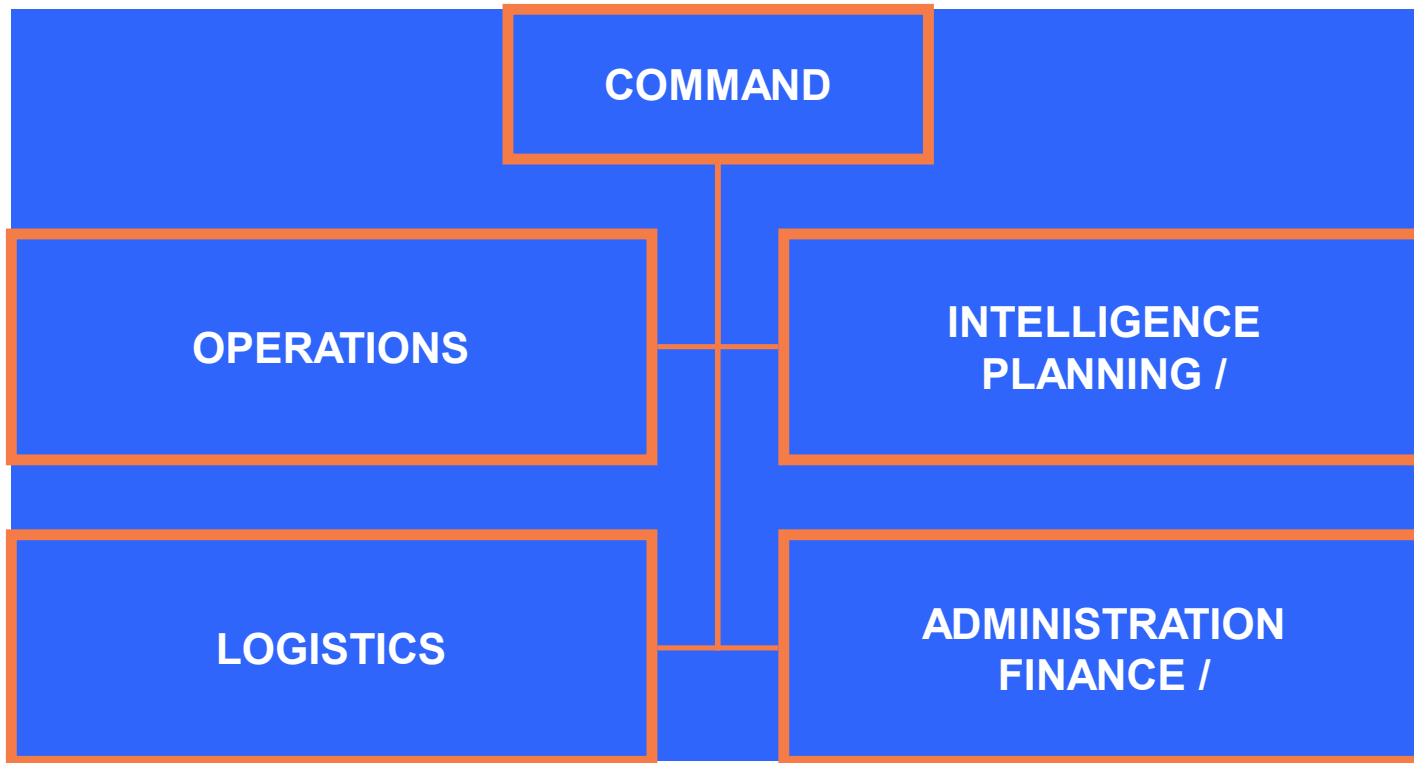 COMMAND
OPERATIONS
INTELLIGENCE
PLANNING /
LOGISTICS
ADMINISTRATION
FINANCE /